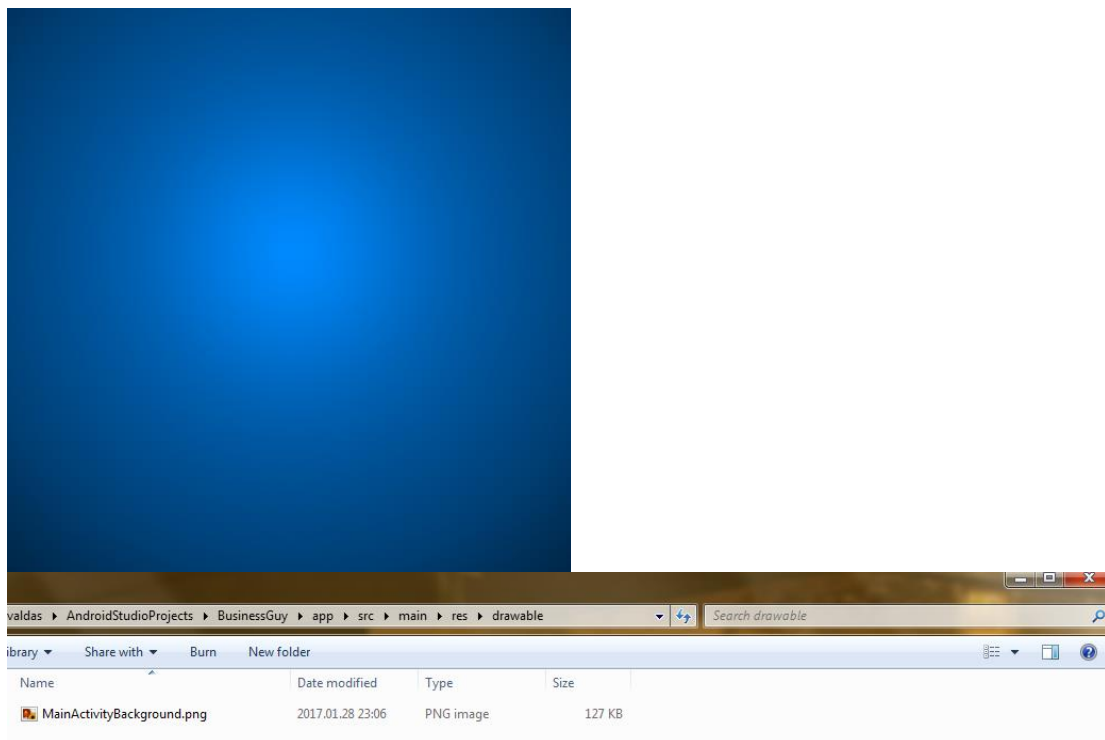 valdas ▸ AndroidStudioProjects ▸ BusinessGuy ▸ app ▸ src ▸ main ▸ res ▸ drawable Search drawable
ibrary Share with Burn New folder
Name Date modified Type Size
MainActivityBackground.png 2017.01.28 23:06 PNG image 127 KB